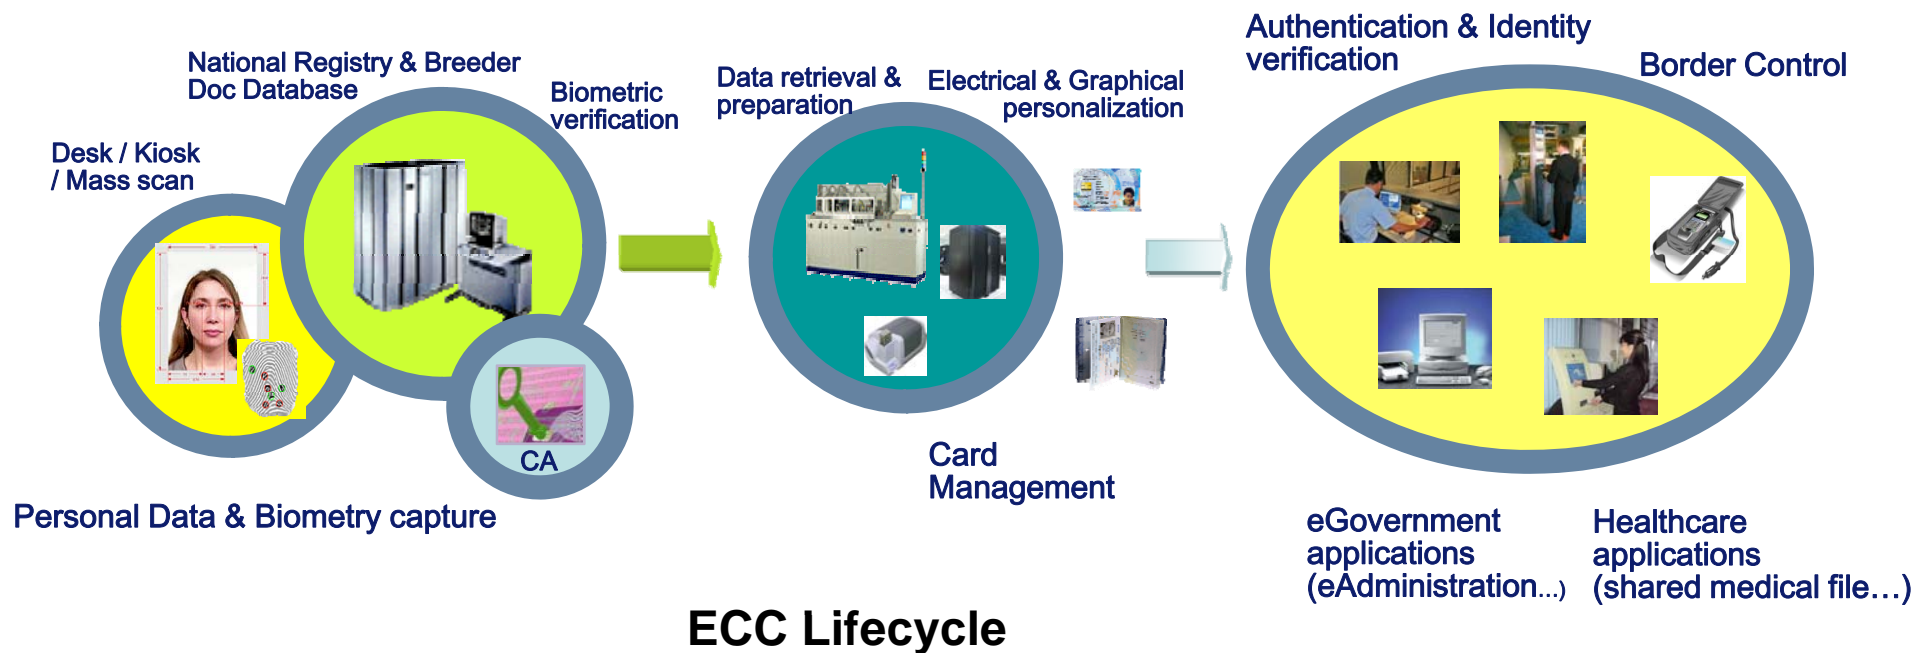 National Registry & Breeder
Doc Database
Biometric
verification
Desk / Kiosk
/ Mass scan
CA
Personal Data & Biometry capture
Data retrieval &
preparation
Electrical & Graphical
personalization
Card
Management
Authentication & Identity
verification
Border Control
eGovernment
applications
(eAdministration...)
Healthcare
applications
(shared medical file...)
ECC Lifecycle